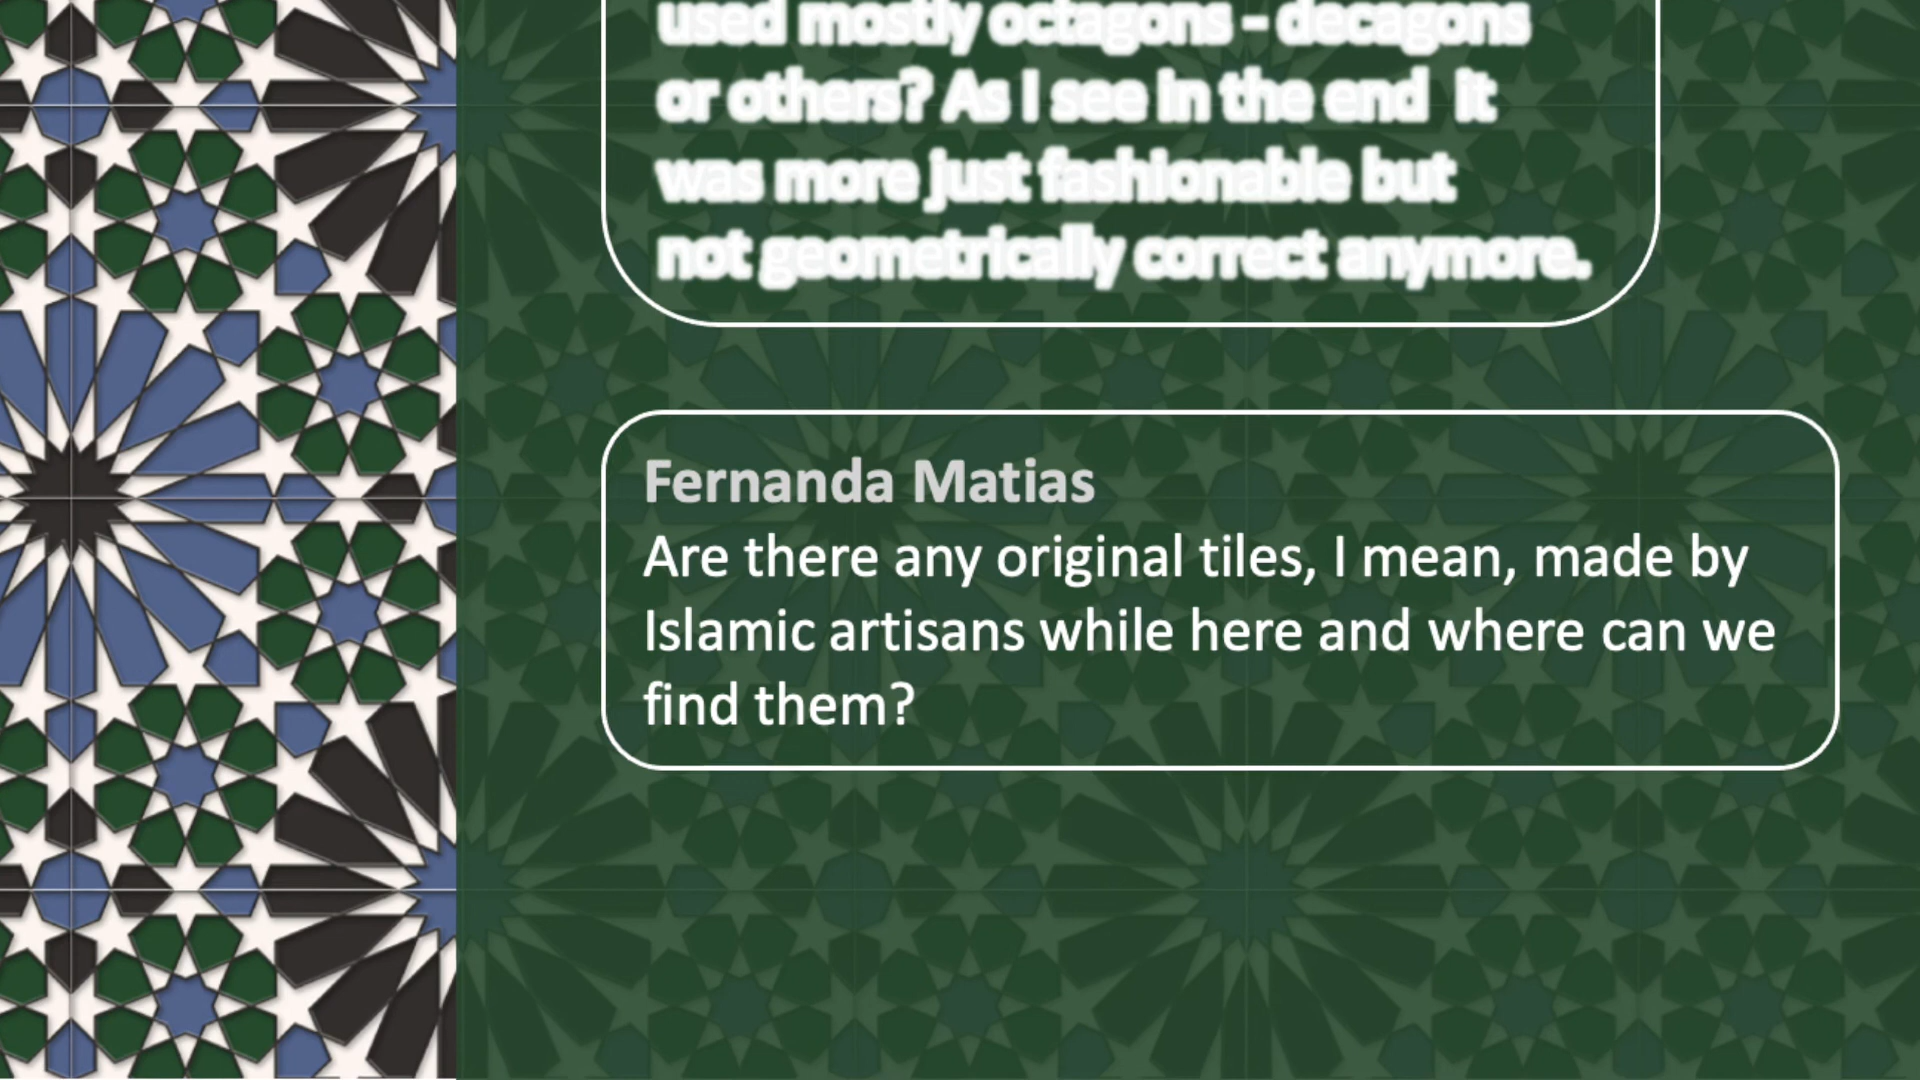 used mostly octagons - decagons
or others? As I see in the end it
was more just fashionable but
not geometrically correct anymore.
Fernanda Matias
Are there any original tiles, I mean, made by
Islamic artisans while here and where can we
find them?